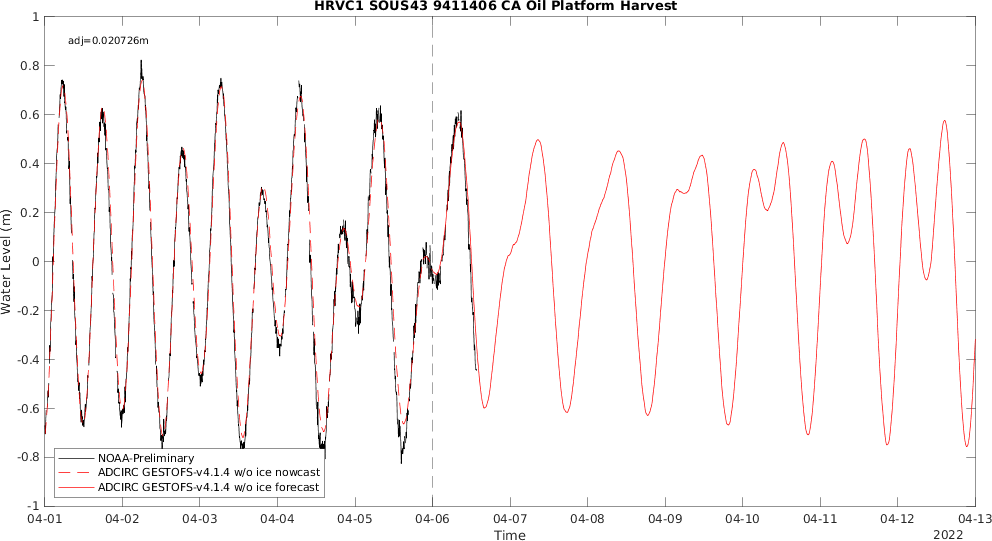 HRVC1 SOUS43 9411406 CA Oil Platform Harvest
adj=0.020726m
Water Level (m)
1
0.8
0.6
0.4
0.2
0
-0.2
-0.4
-0.6
-0.8
-1
NOAA-Preliminary
ADCIRC GESTOFS-v4.1.4 w/o ice nowcast
ADCIRC GESTOFS-v4.1.4 w/o ice forecast
04-01 04-02 04-03 04-04 04-05 04-06 04-07 04-08 04-09 04-10 04-11 04-12 04-13
Time
2022